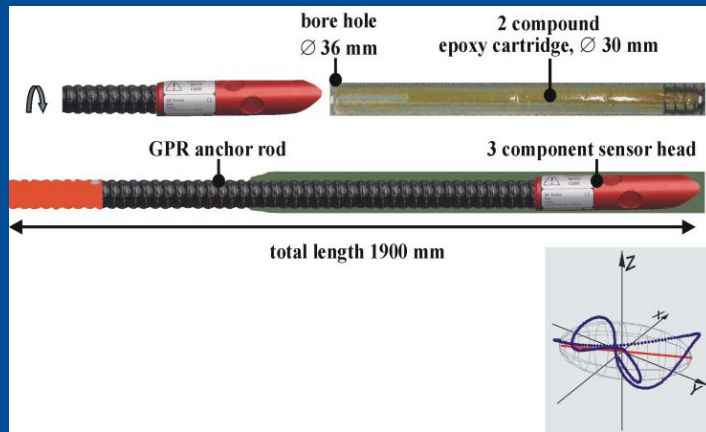 bore hole
∅ 36 mm
2 compound
epoxy cartridge, ∅ 30 mm
GPR anchor rod
3 component sensor head
total length 1900 mm
Z
X
Y